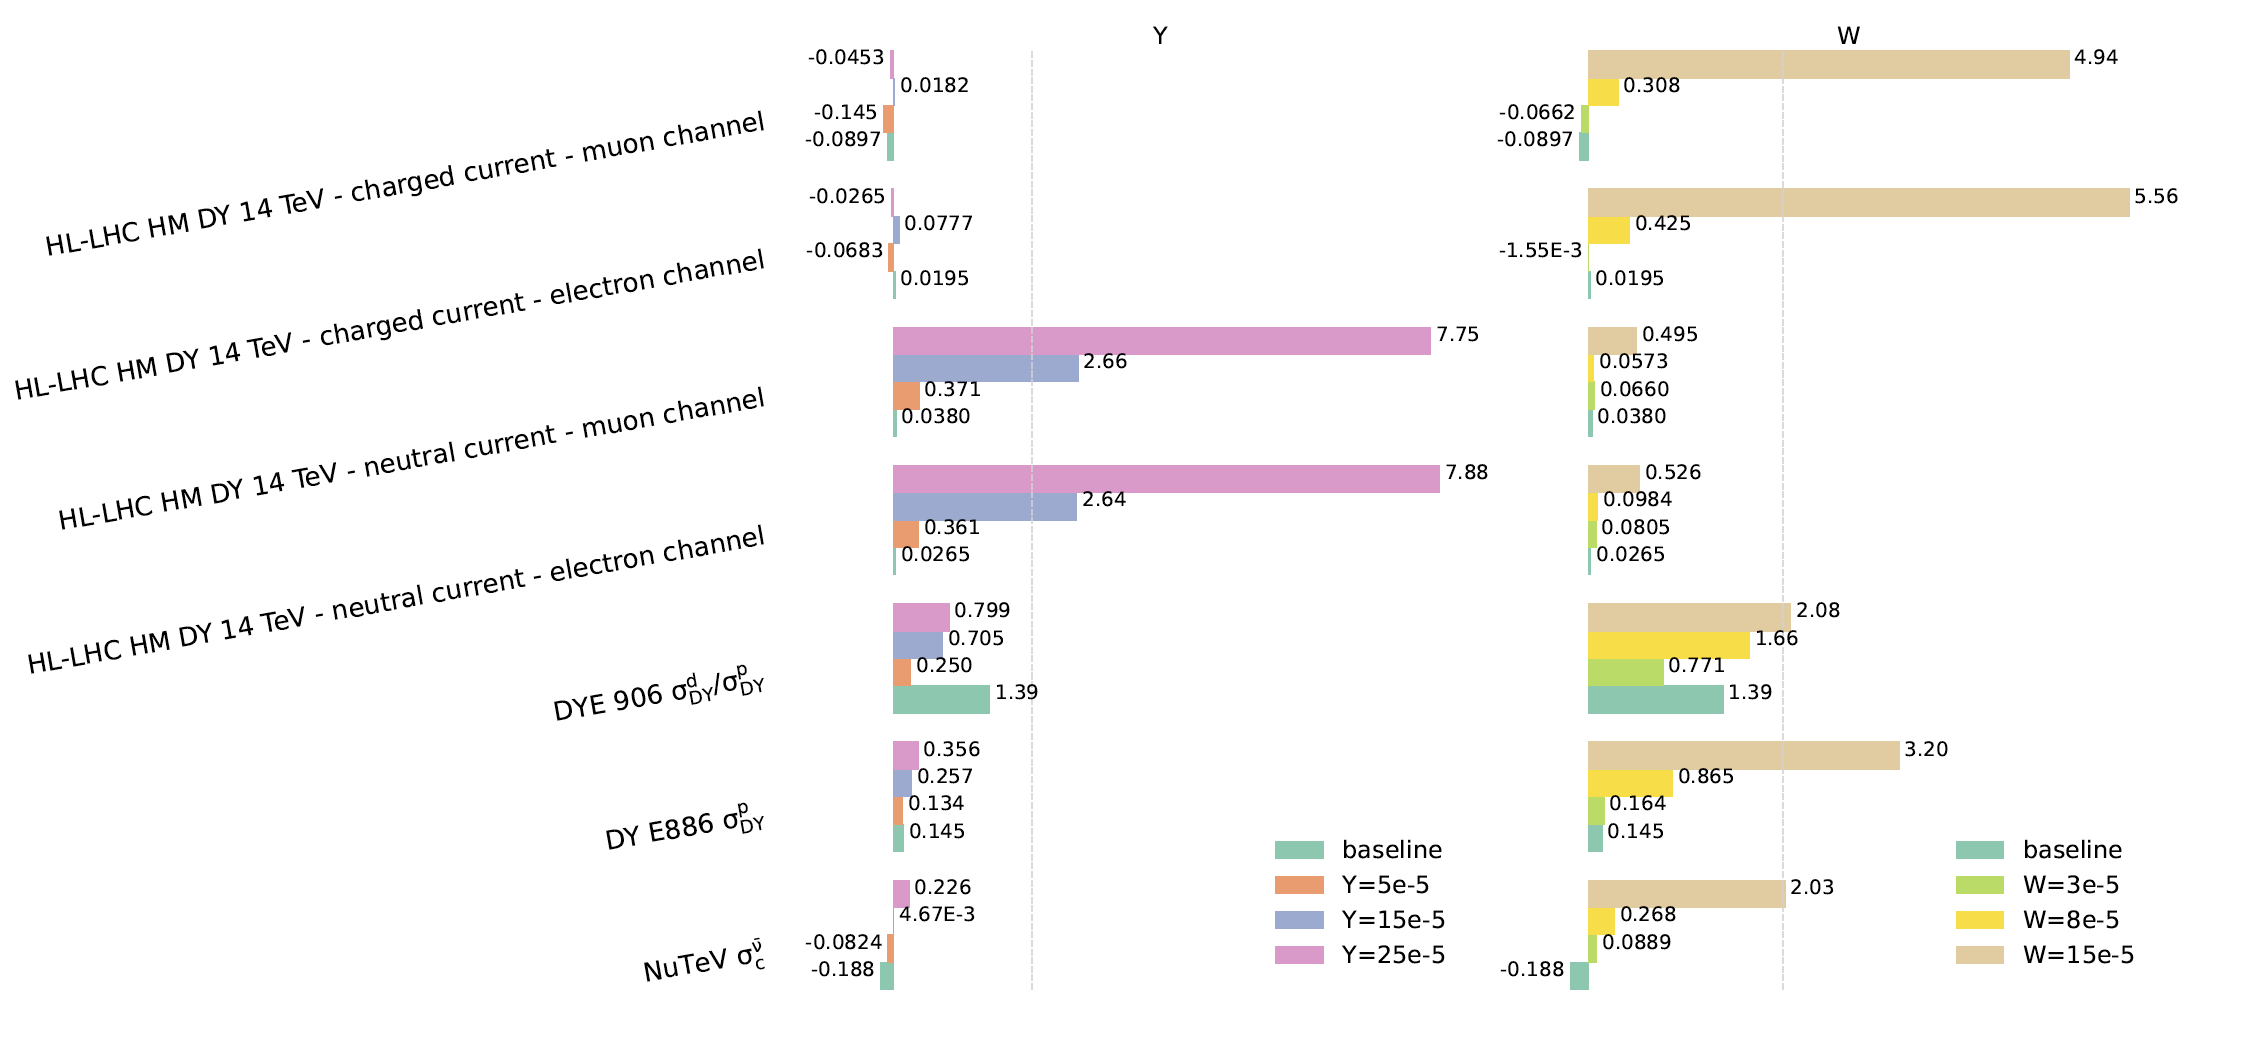 Y
W
HL-LHC HM DY 14 TeV - charged current - muon channel
-0.0453
0.0182
-0.145
-0.0897
4.94
0.308
-0.0662
-0.0897
HL-LHC HM DY 14 TeV - charged current - electron channel
-0.0265
0.0777
-0.0683
0.0195
5.56
0.425
-1.55E-3
0.0195
HL-LHC HM DY 14 TeV - neutral current - muon channel
7.75
2.66
0.371
0.0380
0.495
0.0573
0.0660
0.0380
HL-LHC HM DY 14 TeV - neutral current - electron channel
7.88
2.64
0.361
0.0265
0.526
0.0984
0.0805
0.0265
DYE 906 σ^d_DY/σ^p_DY
0.799
0.705
0.250
1.39
2.08
1.66
0.771
1.39
DY E886 σ^p_DY
0.356
0.257
0.134
0.145
3.20
0.865
0.164
0.145
NuTeV σ^ν̄_c
0.226
4.67E-3
-0.0824
-0.188
2.03
0.268
0.0889
-0.188
baseline
Y=5e-5
Y=15e-5
Y=25e-5
baseline
W=3e-5
W=8e-5
W=15e-5